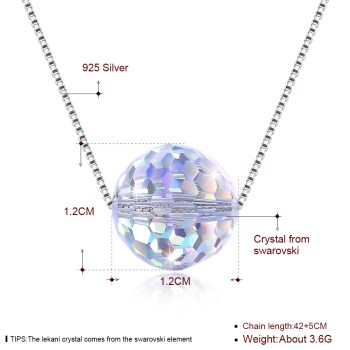 925 Silver
1.2CM
Crystal from
swarovski
1.2CM
Chain length:42+5CM
Weight:About 3.6G
TIPS:The lekani crystal comes from the swarovski element